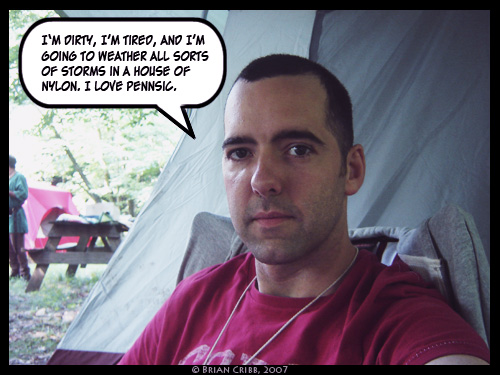 I'M DIRTY, I'M TIRED, AND I'M
GOING TO WEATHER ALL SORTS
OF STORMS IN A HOUSE OF
NYLON. I LOVE PENNSIC.
© BRIAN CRIBB, 2007